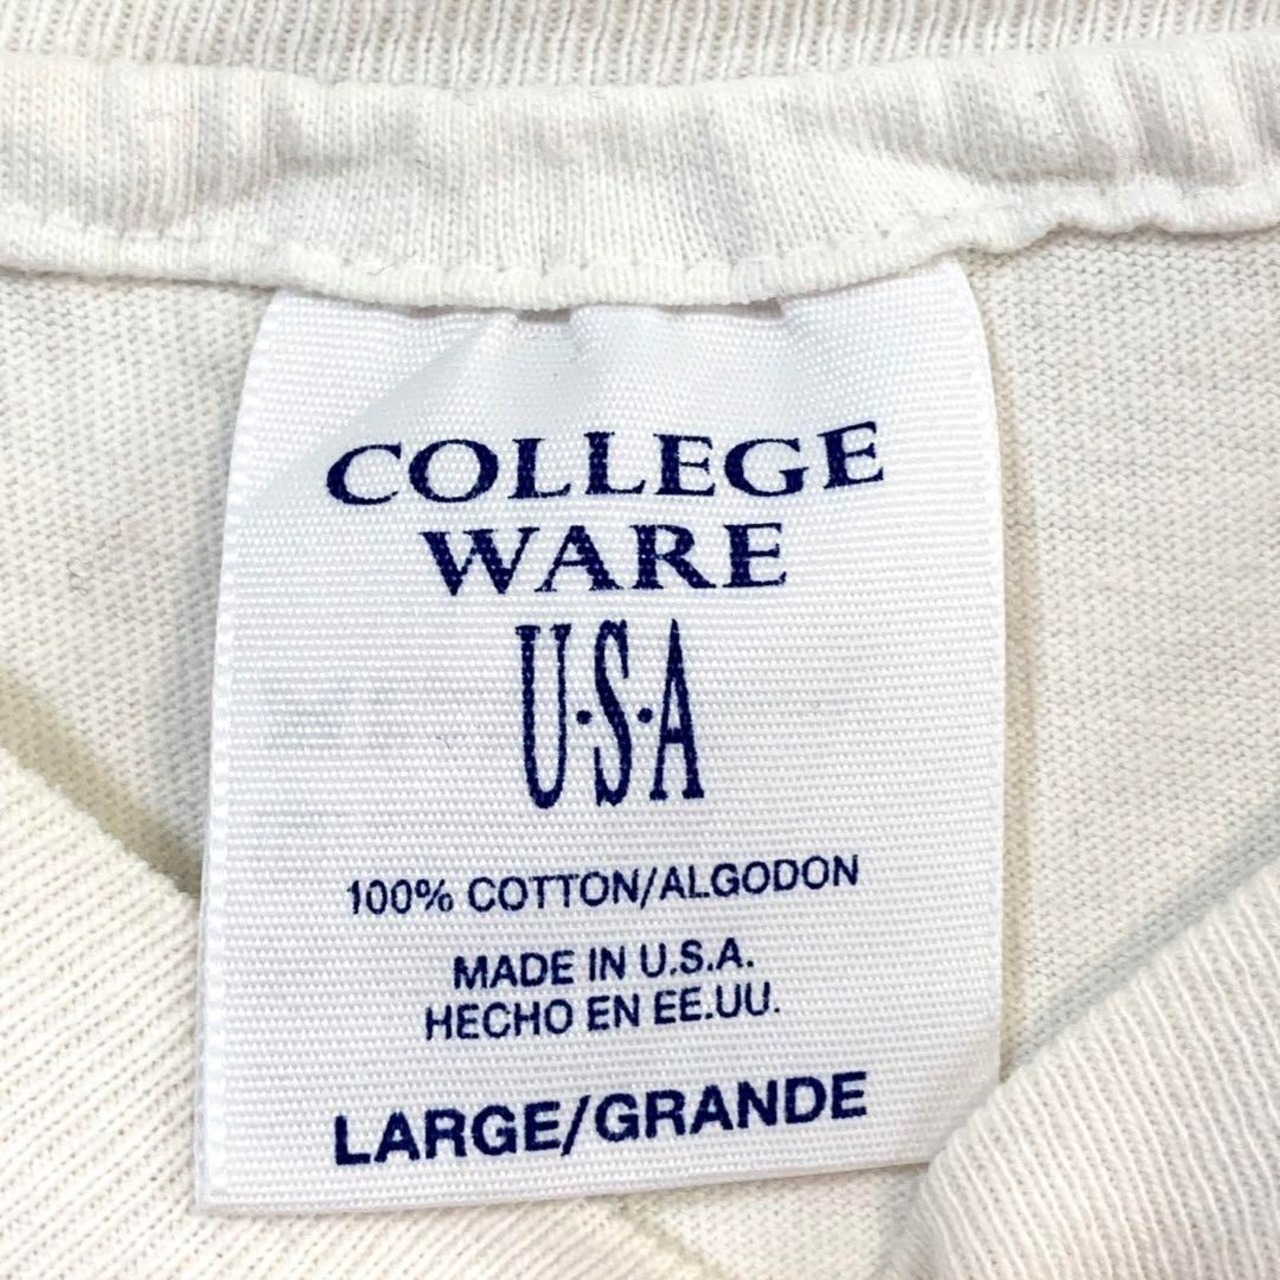 COLLEGE
WARE
U·S·A
100% COTTON/ALGODON
MADE IN U.S.A.
HECHO EN EE.UU.
LARGE/GRANDE